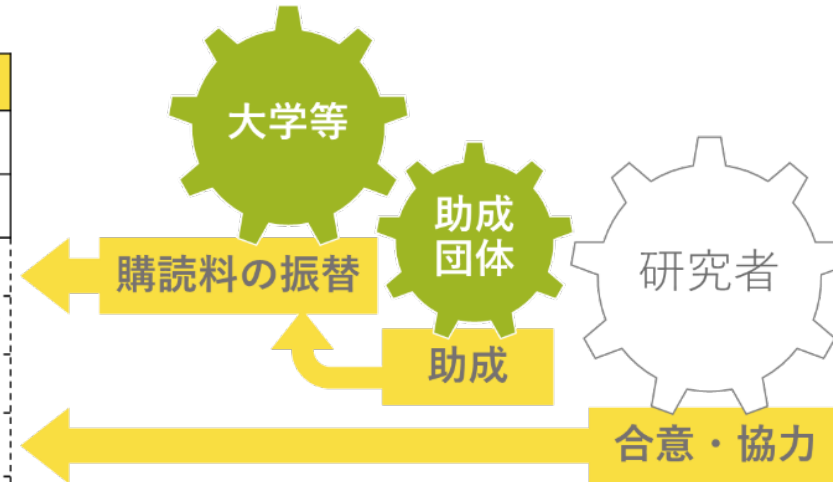 大学等
助成
団体
研究者
購読料の振替
助成
合意・協力